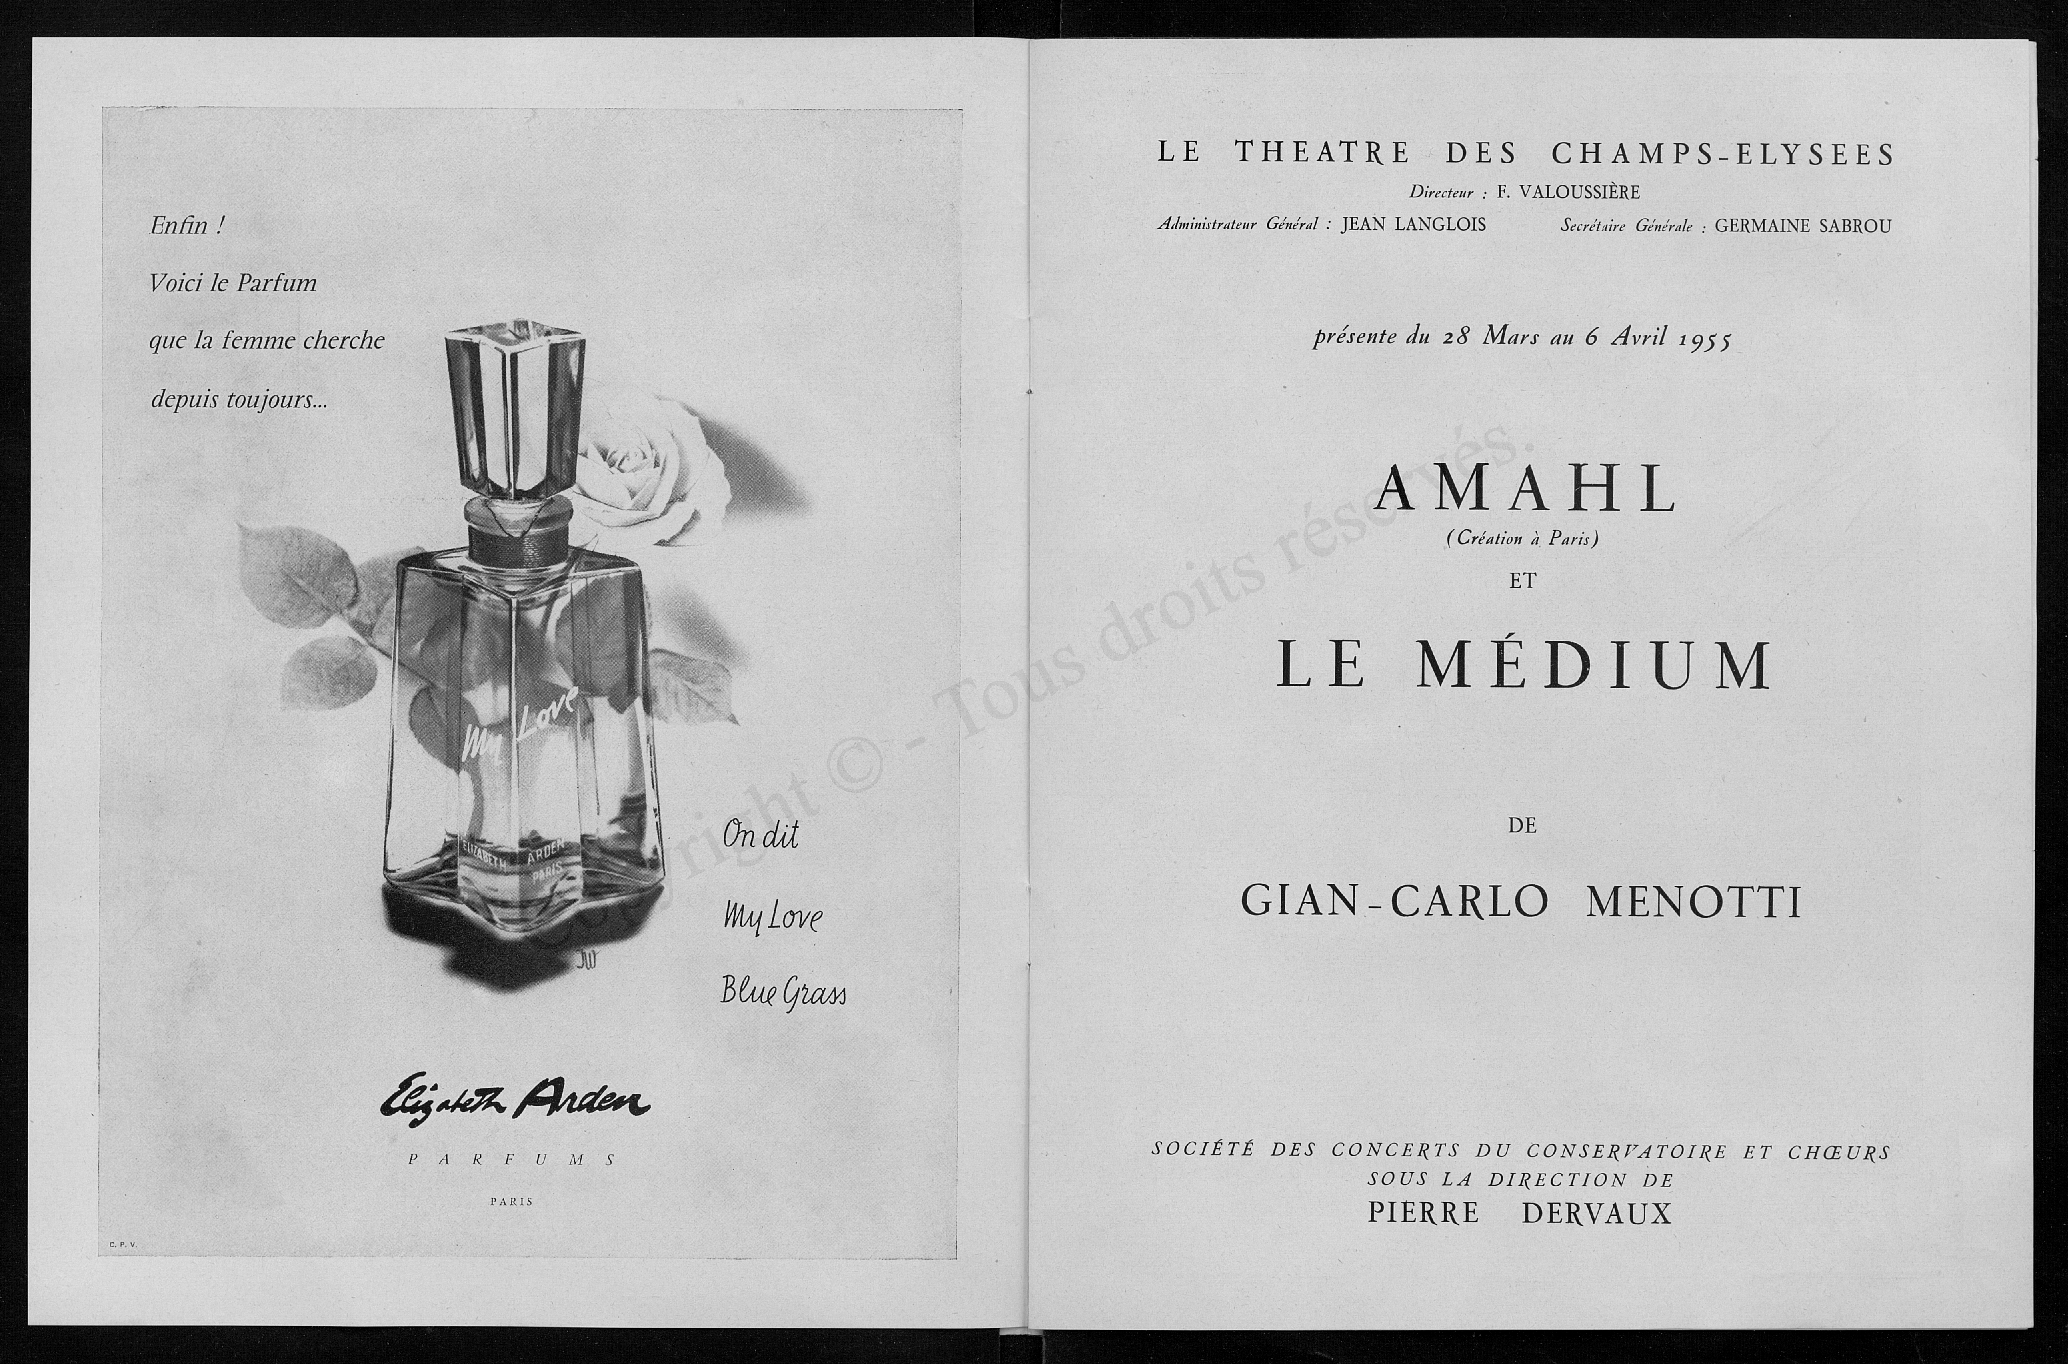 Enfin !
Voici le Parfum
que la femme cherche
depuis toujours...
My Love
ELIZABETH ARDEN
PARIS
JW
On dit
My Love
Blue Grass
Elizabeth Arden
PARFUMS
PARIS
C. P. V.
LE THEATRE DES CHAMPS-ELYSEES
Directeur : F. VALOUSSIÈRE
Administrateur Général : JEAN LANGLOIS Secrétaire Générale : GERMAINE SABROU
présente du 28 Mars au 6 Avril 1955
AMAHL
(Création à Paris)
ET
LE MÉDIUM
DE
GIAN-CARLO MENOTTI
SOCIÉTÉ DES CONCERTS DU CONSERVATOIRE ET CHŒURS
SOUS LA DIRECTION DE
PIERRE DERVAUX
Copyright © - Tous droits réservés.